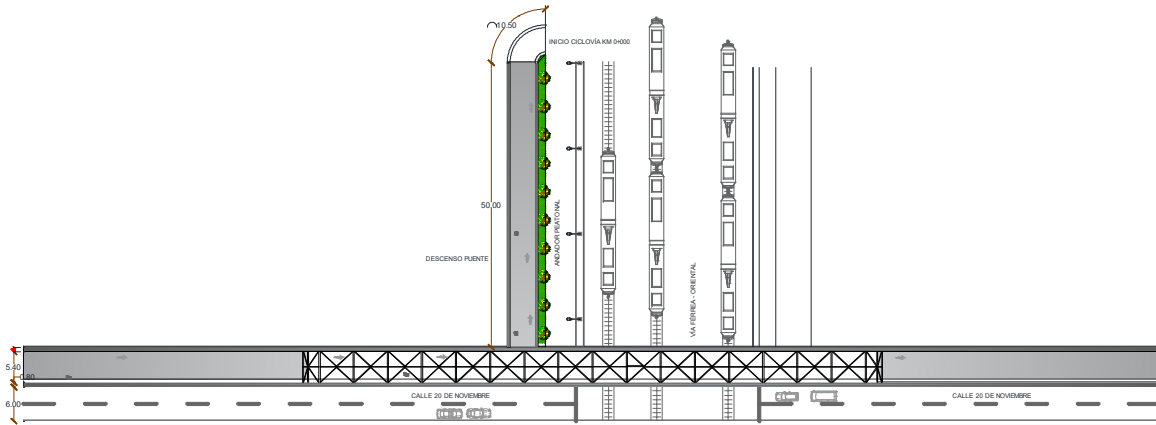 10.50
INICIO CICLOVÍA KM 0+000
50.00
ANDADOR PEATONAL
DESCENSO PUENTE
VÍA FÉRREA - ORIENTAL
5.40
0.80
6.00
CALLE 20 DE NOVIEMBRE
CALLE 20 DE NOVIEMBRE